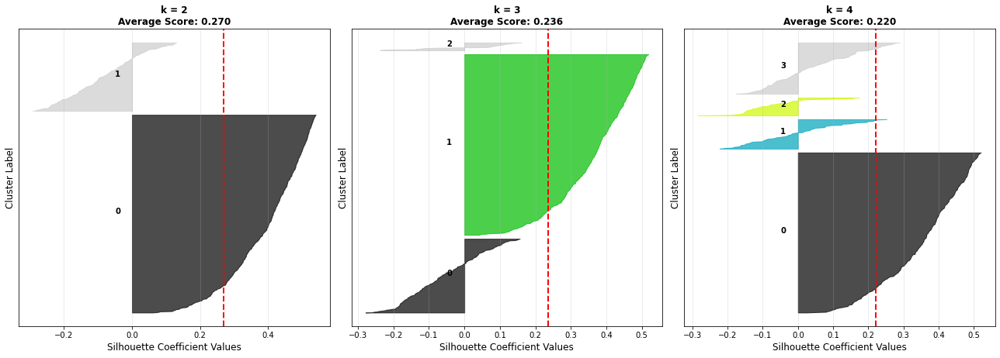 k = 2
Average Score: 0.270
Cluster Label
1
0
−0.2 0.0 0.2 0.4
Silhouette Coefficient Values
k = 3
Average Score: 0.236
Cluster Label
2
1
0
−0.3 −0.2 −0.1 0.0 0.1 0.2 0.3 0.4 0.5
Silhouette Coefficient Values
k = 4
Average Score: 0.220
Cluster Label
3
2
1
0
−0.3 −0.2 −0.1 0.0 0.1 0.2 0.3 0.4 0.5
Silhouette Coefficient Values